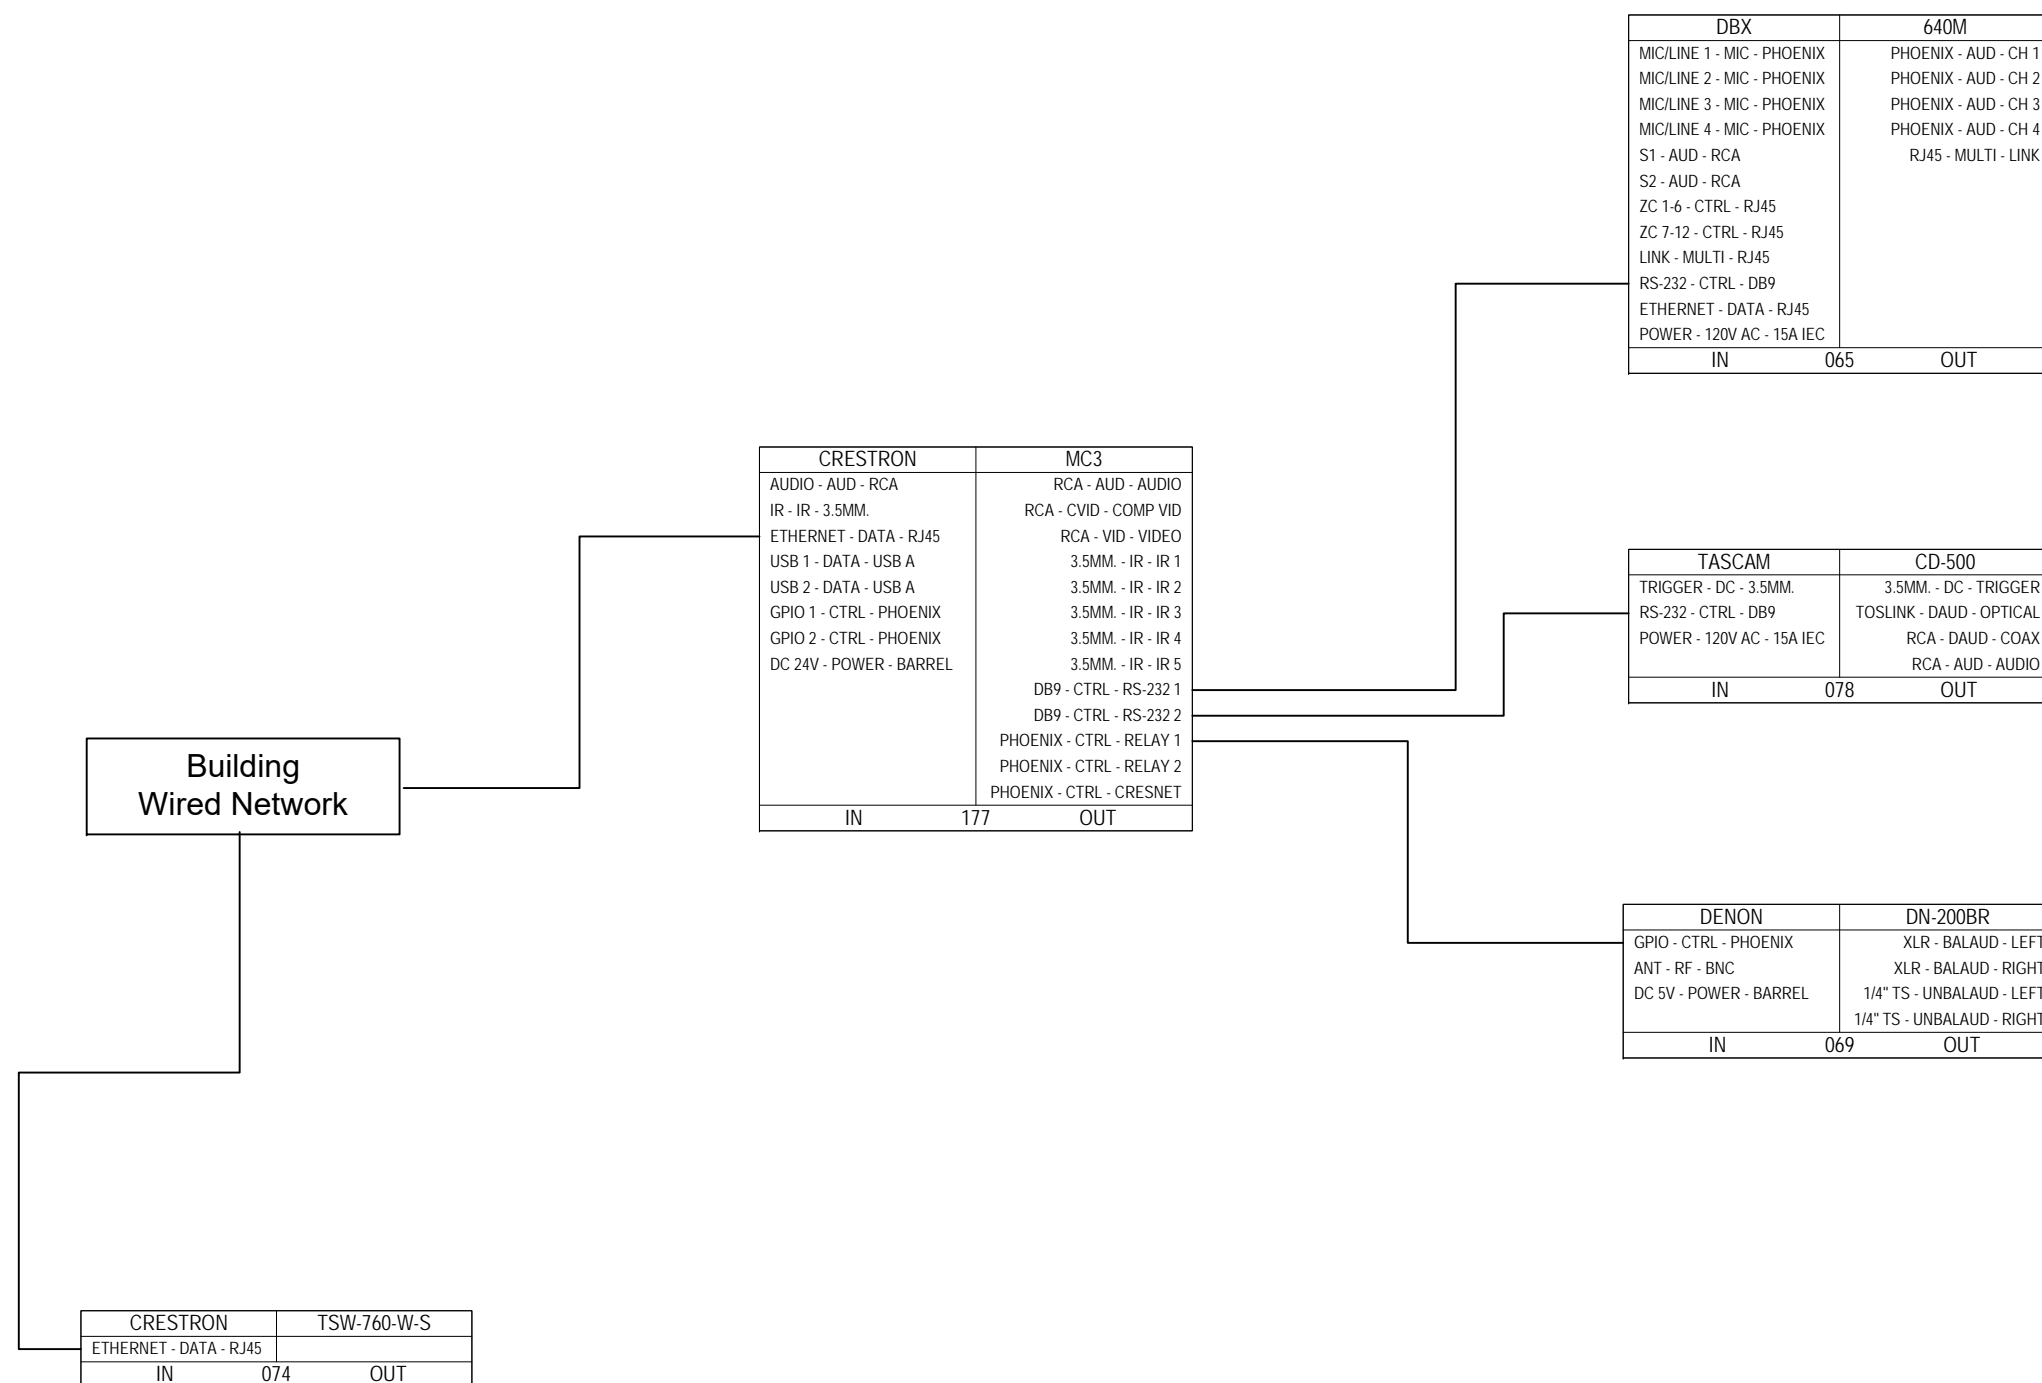 DBX 640M
MIC/LINE 1 - MIC - PHOENIX PHOENIX - AUD - CH 1
MIC/LINE 2 - MIC - PHOENIX PHOENIX - AUD - CH 2
MIC/LINE 3 - MIC - PHOENIX PHOENIX - AUD - CH 3
MIC/LINE 4 - MIC - PHOENIX PHOENIX - AUD - CH 4
S1 - AUD - RCA RJ45 - MULTI - LINK
S2 - AUD - RCA
ZC 1-6 - CTRL - RJ45
ZC 7-12 - CTRL - RJ45
LINK - MULTI - RJ45
RS-232 - CTRL - DB9
ETHERNET - DATA - RJ45
POWER - 120V AC - 15A IEC
IN 065 OUT
CRESTRON MC3
AUDIO - AUD - RCA RCA - AUD - AUDIO
IR - IR - 3.5MM. RCA - CVID - COMP VID
ETHERNET - DATA - RJ45 RCA - VID - VIDEO
USB 1 - DATA - USB A 3.5MM. - IR - IR 1
USB 2 - DATA - USB A 3.5MM. - IR - IR 2
GPIO 1 - CTRL - PHOENIX 3.5MM. - IR - IR 3
GPIO 2 - CTRL - PHOENIX 3.5MM. - IR - IR 4
DC 24V - POWER - BARREL 3.5MM. - IR - IR 5
DB9 - CTRL - RS-232 1
DB9 - CTRL - RS-232 2
PHOENIX - CTRL - RELAY 1
PHOENIX - CTRL - RELAY 2
PHOENIX - CTRL - CRESNET
IN 177 OUT
TASCAM CD-500
TRIGGER - DC - 3.5MM. 3.5MM. - DC - TRIGGER
RS-232 - CTRL - DB9 TOSLINK - DAUD - OPTICAL
POWER - 120V AC - 15A IEC RCA - DAUD - COAX
RCA - AUD - AUDIO
IN 078 OUT
Building
Wired Network
DENON DN-200BR
GPIO - CTRL - PHOENIX XLR - BALAUD - LEFT
ANT - RF - BNC XLR - BALAUD - RIGHT
DC 5V - POWER - BARREL 1/4" TS - UNBALAUD - LEFT
1/4" TS - UNBALAUD - RIGHT
IN 069 OUT
CRESTRON TSW-760-W-S
ETHERNET - DATA - RJ45
IN 074 OUT